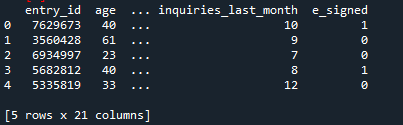 entry_id age ... inquiries_last_month e_signed
0 7629673 40 ... 10 1
1 3560428 61 ... 9 0
2 6934997 23 ... 7 0
3 5682812 40 ... 8 1
4 5335819 33 ... 12 0
[5 rows x 21 columns]